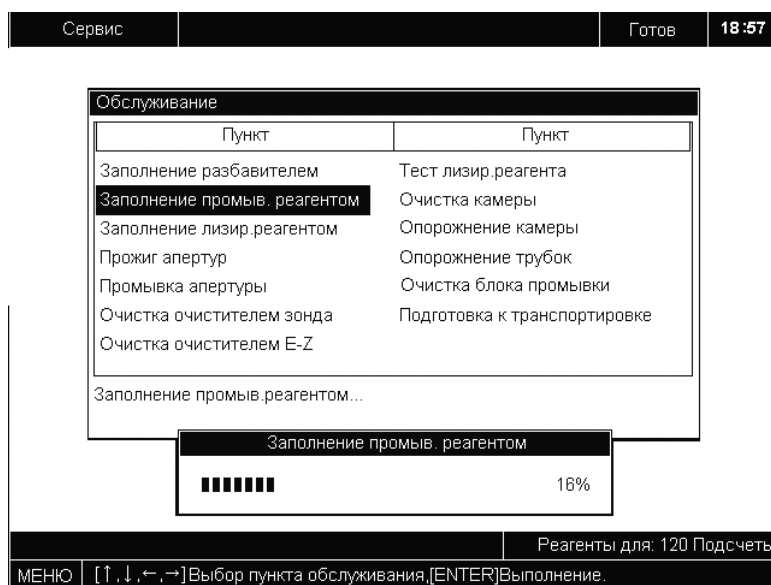 Сервис Готов 18:57
Обслуживание
Пункт Пункт
Заполнение разбавителем Тест лизир.реагента
Заполнение промыв. реагентом Очистка камеры
Заполнение лизир.реагентом Опорожнение камеры
Прожиг апертур Опорожнение трубок
Промывка апертуры Очистка блока промывки
Очистка очистителем зонда Подготовка к транспортировке
Очистка очистителем E-Z
Заполнение промыв.реагентом...
Заполнение промыв. реагентом
16%
Реагенты для: 120 Подсчеть
МЕНЮ [↑,↓,←,→]Выбор пункта обслуживания,[ENTER]Выполнение.